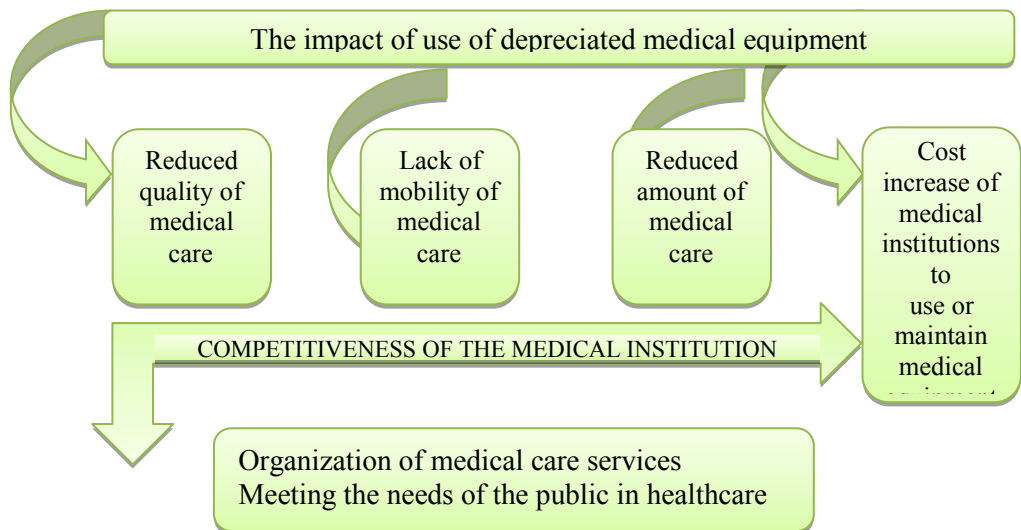 The impact of use of depreciated medical equipment
Reduced
quality of
medical
care
Lack of
mobility of
medical
care
Reduced
amount of
medical
care
Cost
increase of
medical
institutions
to
use or
maintain
medical
COMPETITIVENESS OF THE MEDICAL INSTITUTION
Organization of medical care services
Meeting the needs of the public in healthcare